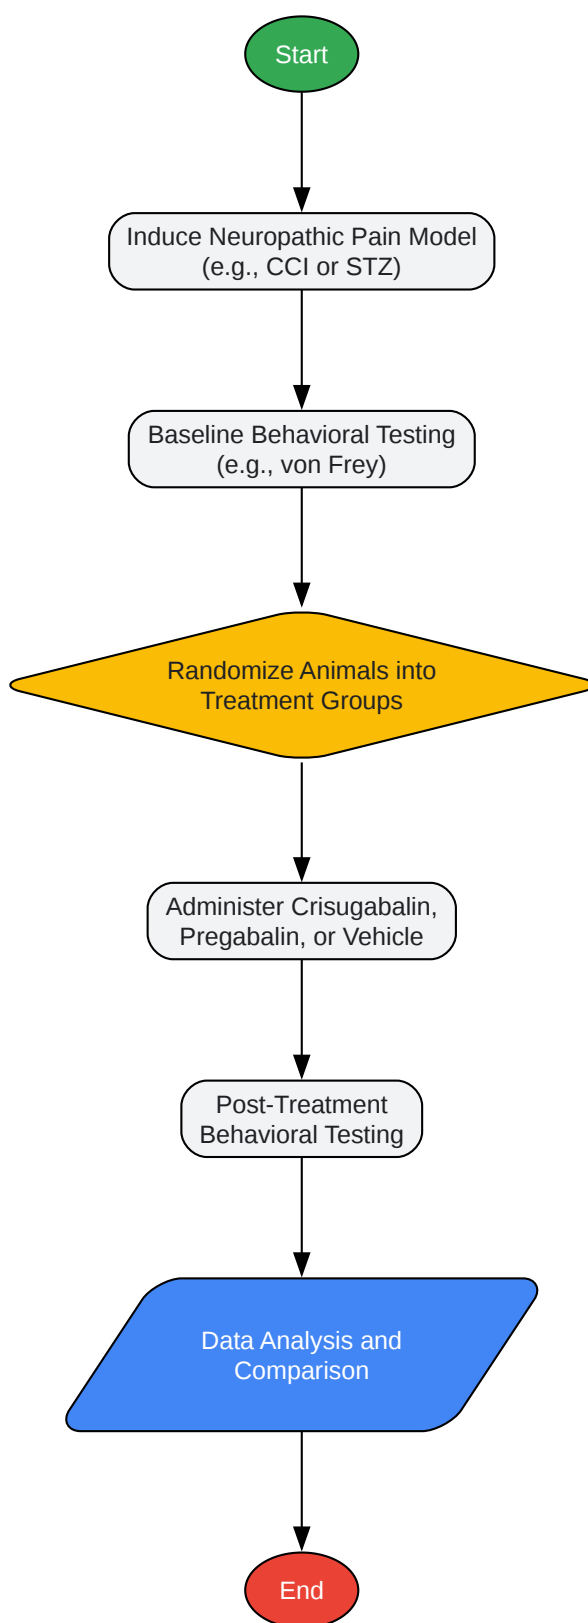 Start
Induce Neuropathic Pain Model
(e.g., CCI or STZ)
Baseline Behavioral Testing
(e.g., von Frey)
Randomize Animals into
Treatment Groups
Administer Crisugabalin,
Pregabalin, or Vehicle
Post-Treatment
Behavioral Testing
Data Analysis and
Comparison
End